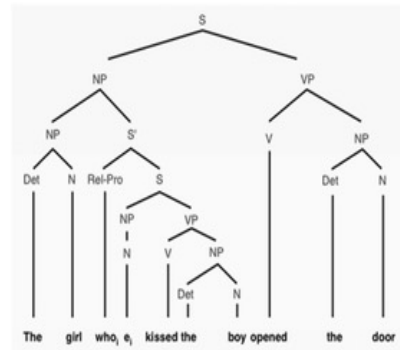 S
NP VP
NP S' V NP
Det N Rel-Pro S Det N
NP VP
N V NP
Det N
The girl whoᵢ eᵢ kissed the boy opened the door